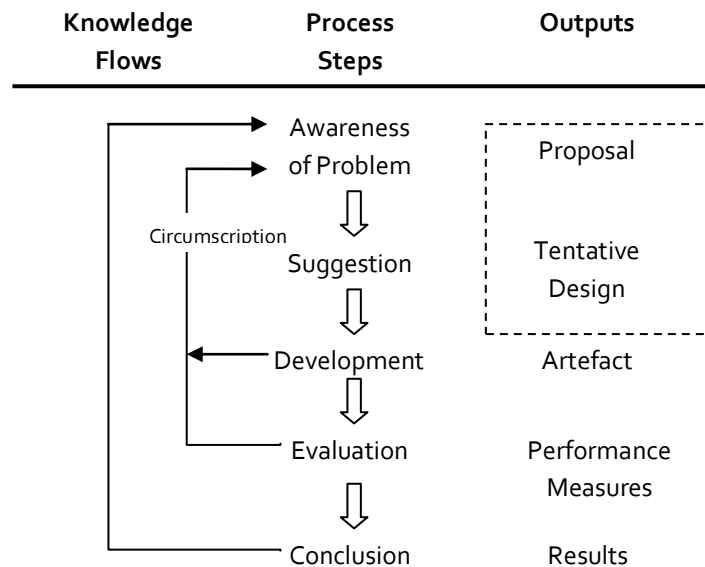 Knowledge Process Outputs
Flows Steps
Awareness
of Problem
Proposal
Circumscription
Suggestion
Tentative
Design
Development
Artefact
Evaluation
Performance
Measures
Conclusion
Results